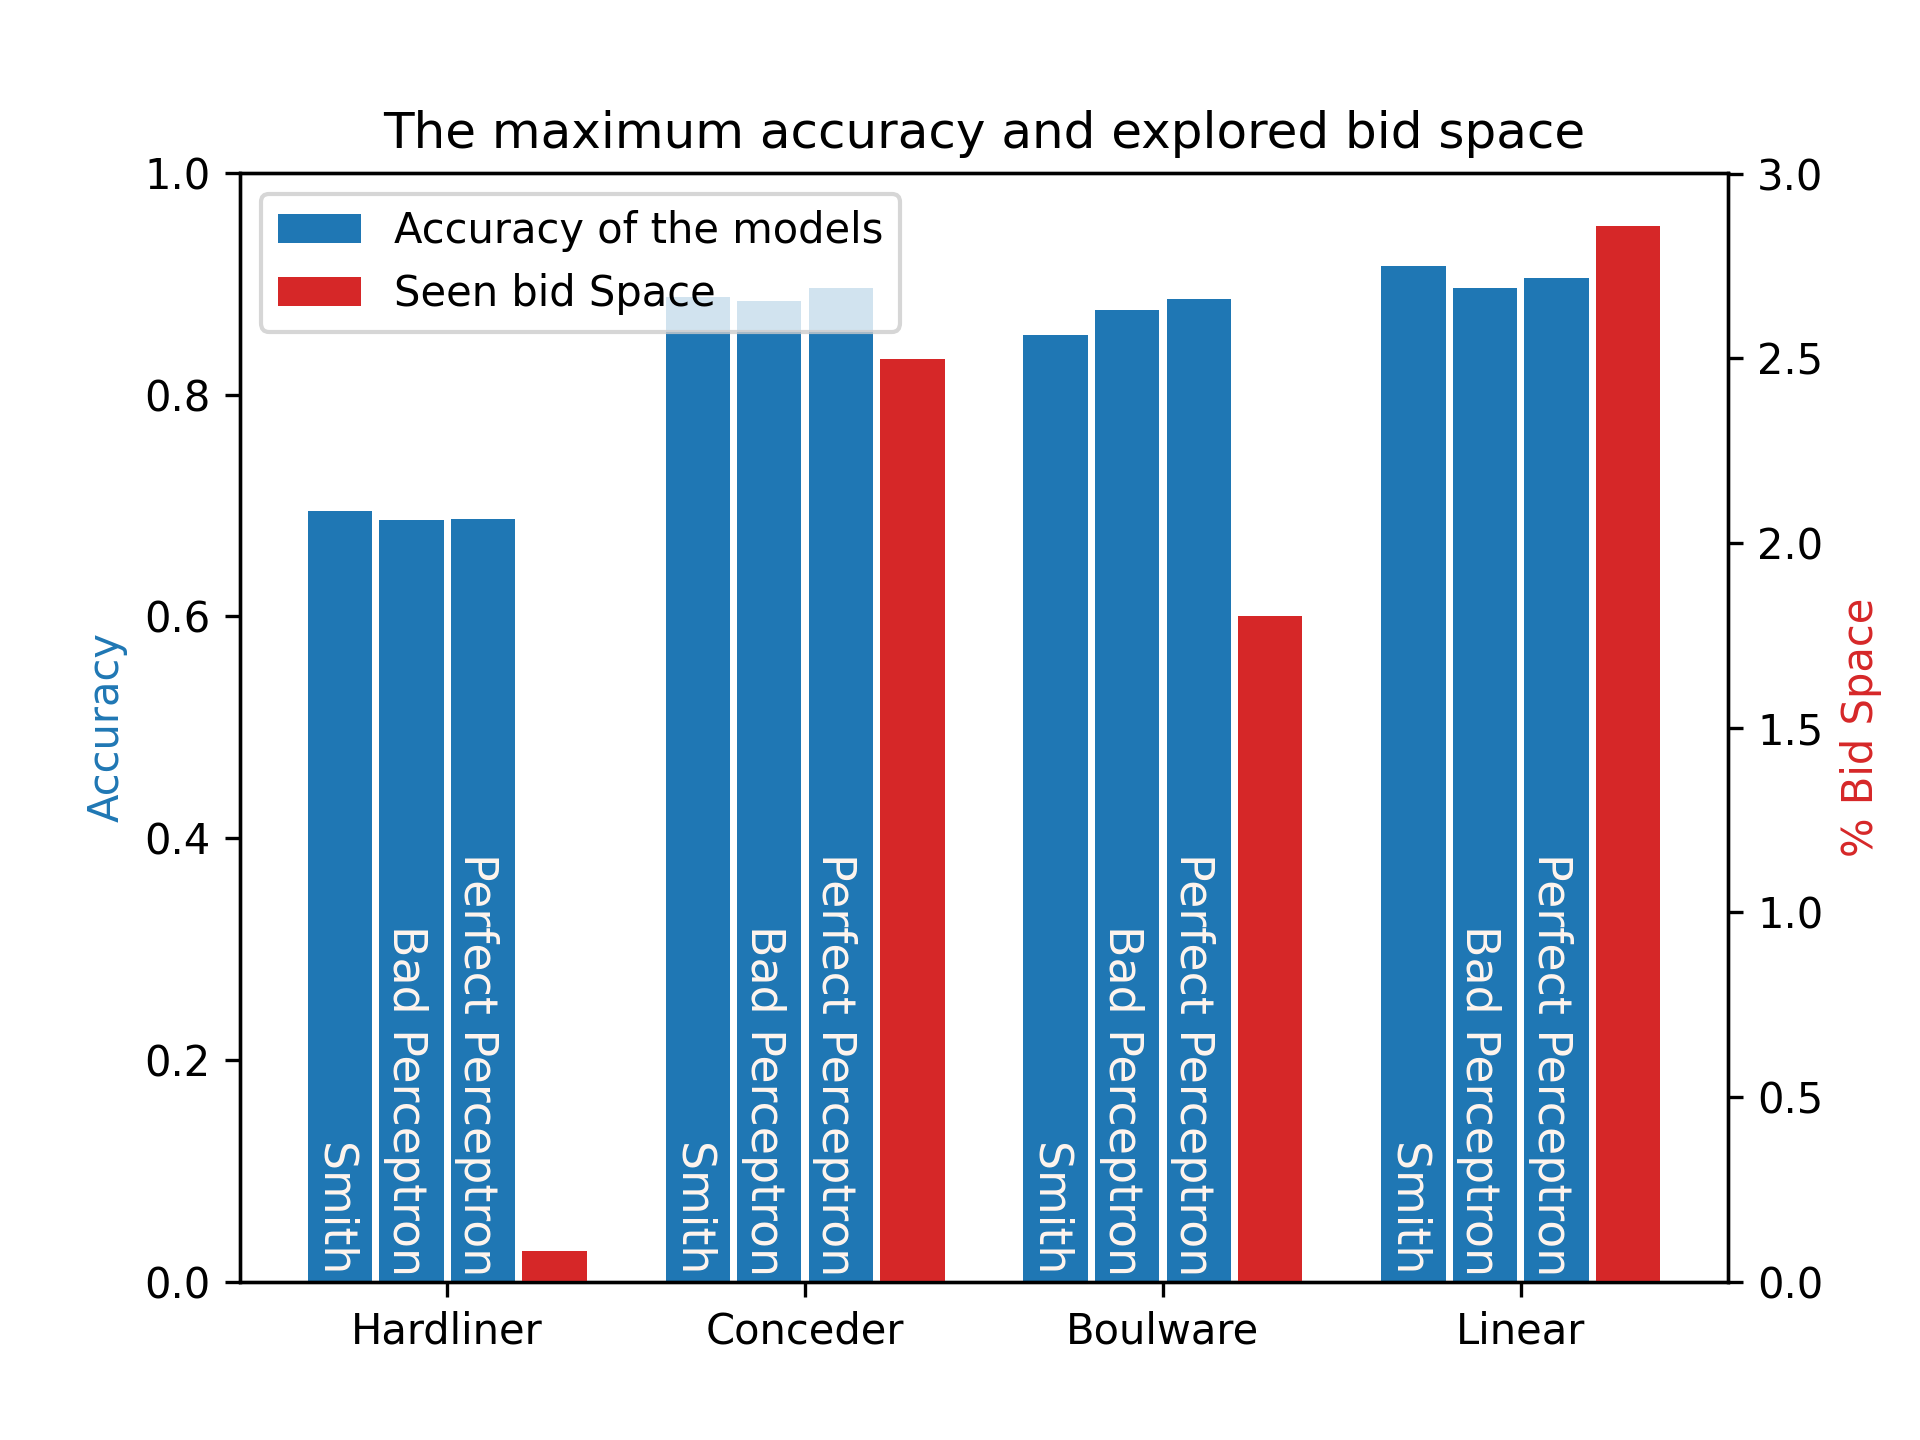 The maximum accuracy and explored bid space
Accuracy of the models
Seen bid Space
1.0
0.8
0.6
0.4
0.2
0.0
Accuracy
3.0
2.5
2.0
1.5
1.0
0.5
0.0
% Bid Space
Smith
Bad Perceptron
Perfect Perceptron
Smith
Bad Perceptron
Perfect Perceptron
Smith
Bad Perceptron
Perfect Perceptron
Smith
Bad Perceptron
Perfect Perceptron
Hardliner
Conceder
Boulware
Linear